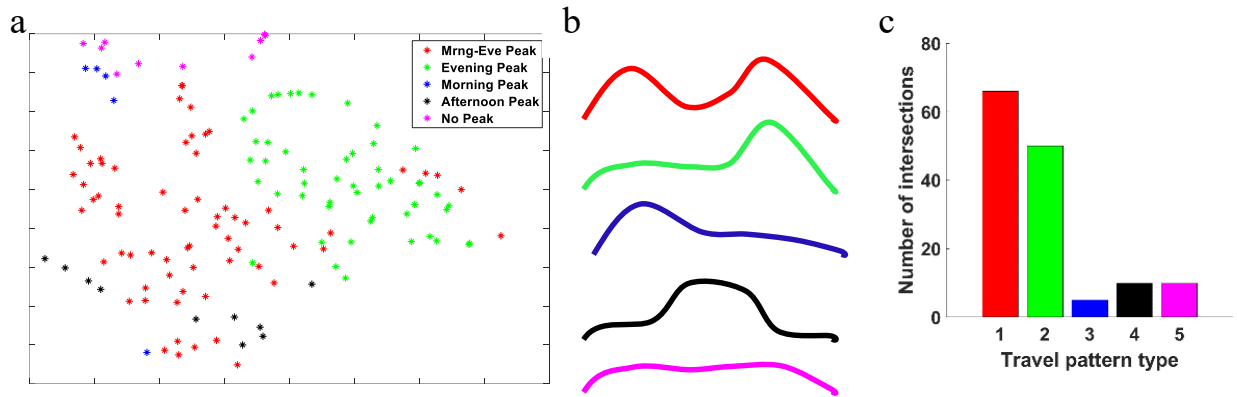 a
Mrng-Eve Peak
Evening Peak
Morning Peak
Afternoon Peak
No Peak
b
c
Number of intersections
80
60
40
20
0
1 2 3 4 5
Travel pattern type